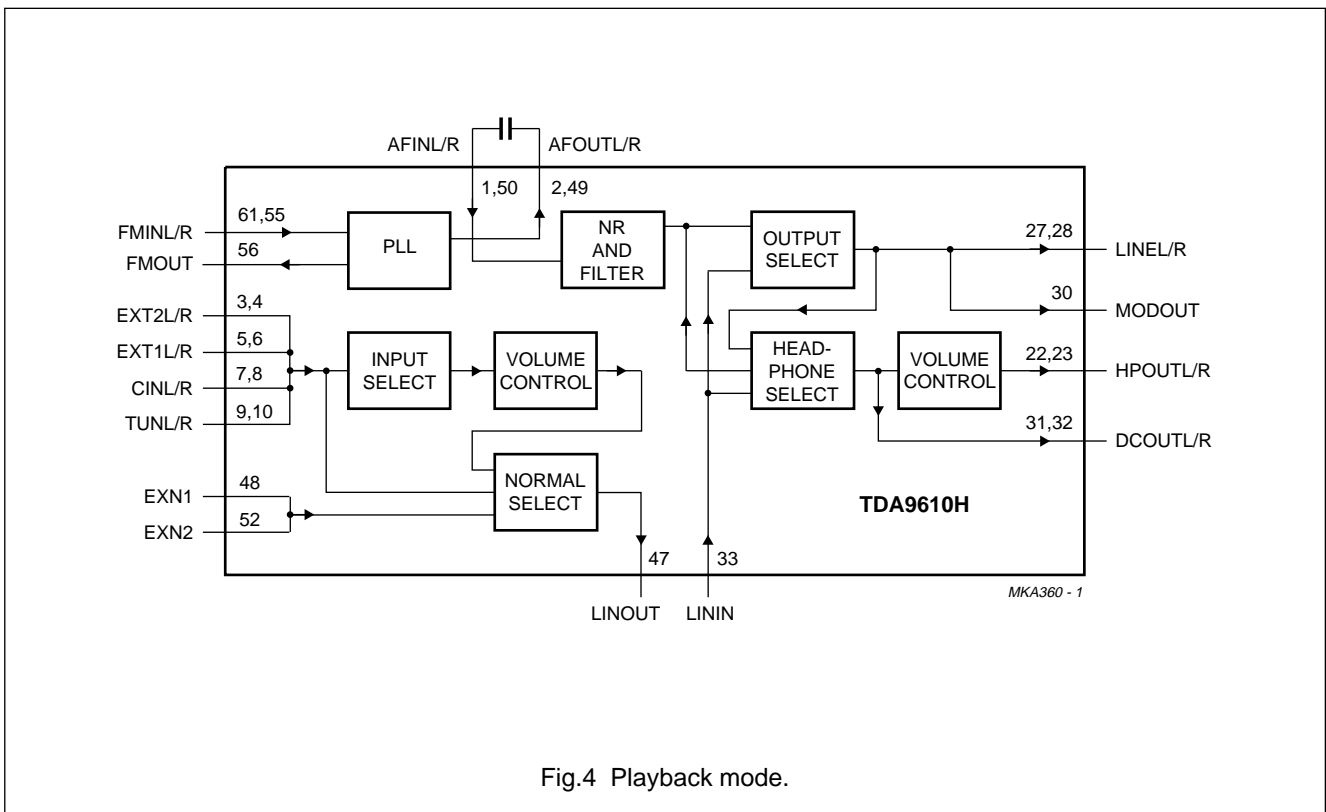 AFINL/R
AFOUTL/R
1,50
2,49
FMINL/R
61,55
FMOUT
56
PLL
NR
AND
FILTER
OUTPUT
SELECT
27,28
LINEL/R
30
MODOUT
EXT2L/R
3,4
EXT1L/R
5,6
CINL/R
7,8
TUNL/R
9,10
INPUT
SELECT
VOLUME
CONTROL
HEAD-
PHONE
SELECT
VOLUME
CONTROL
22,23
HPOUTL/R
31,32
DCOUTL/R
EXN1
48
EXN2
52
NORMAL
SELECT
TDA9610H
47
33
LINOUT
LININ
MKA360 - 1
Fig.4 Playback mode.